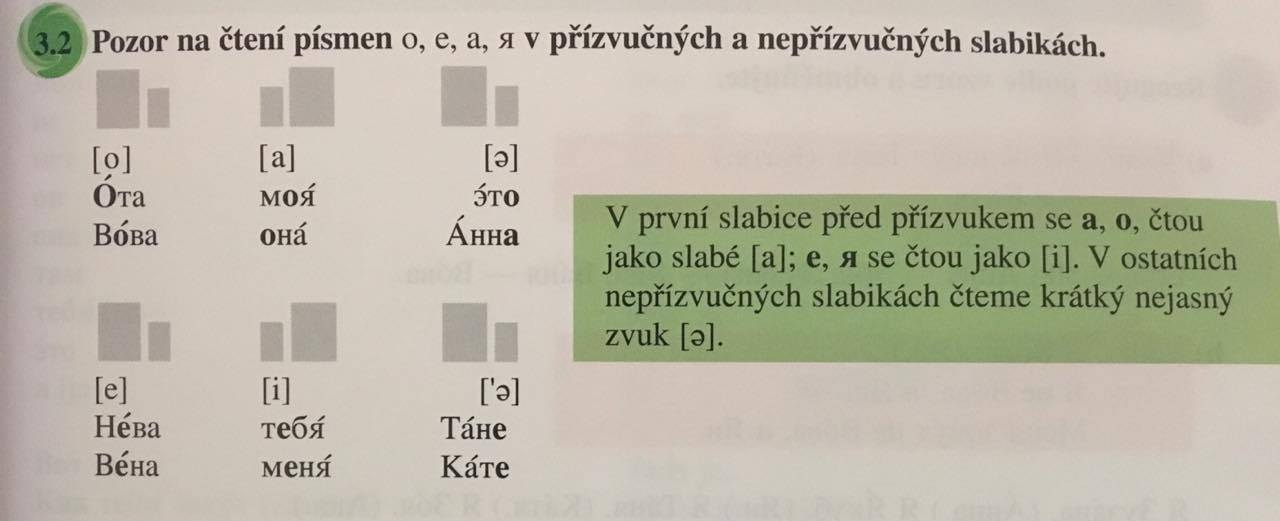 3.2 Pozor na čtení písmen о, е, а, я v přízvučných a nepřízvučných slabikách.
[o] [a] [ə]
О́та моя́ э́то
Во́ва она́ А́нна
V první slabice před přízvukem se а, о, čtou
jako slabé [a]; е, я se čtou jako [i]. V ostatních
nepřízvučných slabikách čteme krátký nejasný
zvuk [ə].
[e] [i] ['ə]
Не́ва тебя́ Та́не
Ве́на меня́ Ка́те